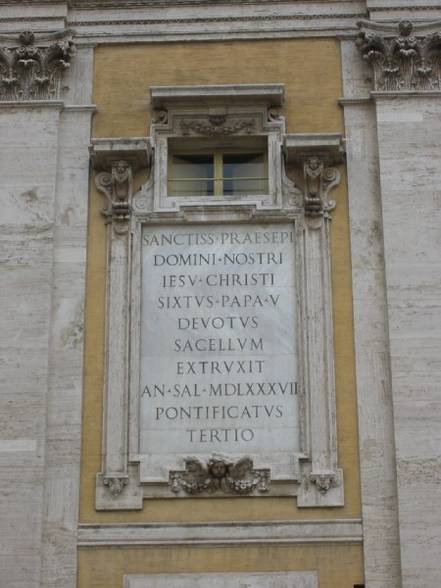 SANCTISS·PRAESEPI
DOMINI·NOSTRI
IESV·CHRISTI
SIXTVS·PAPA·V
DEVOTVS
SACELLVM
EXTRVXIT
AN·SAL·MDLXXXVII
PONTIFICATVS
TERTIO